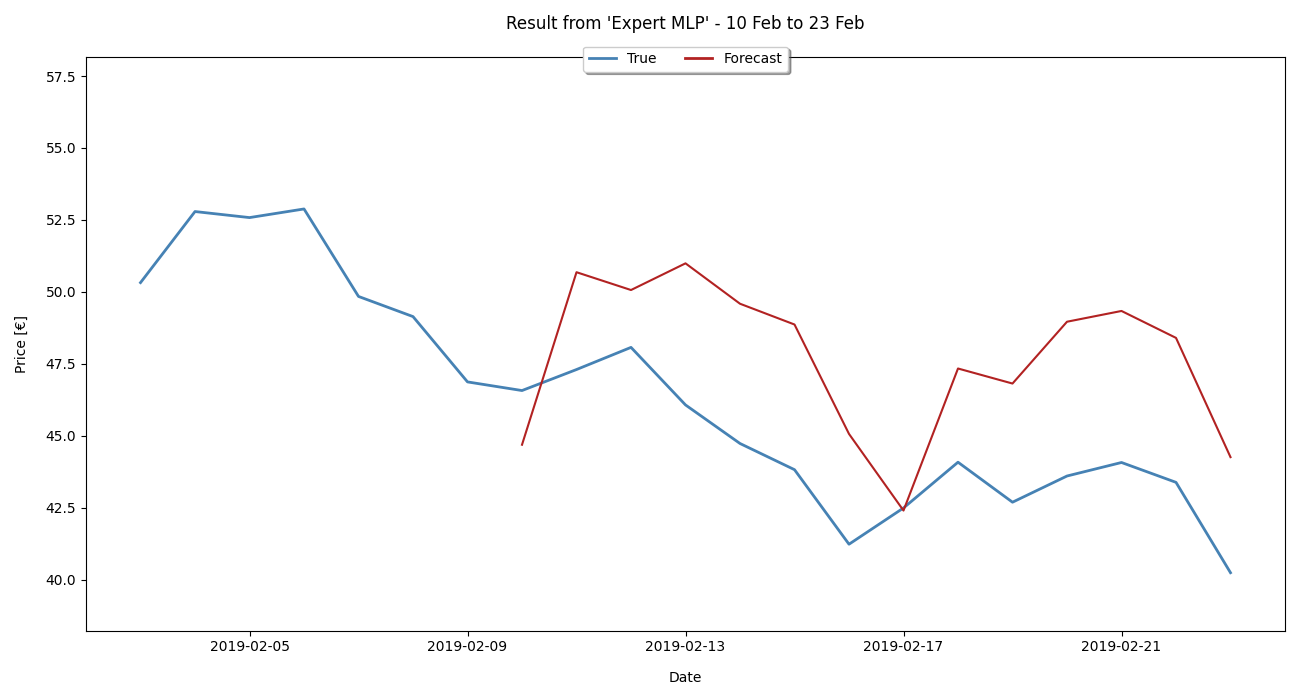 Result from 'Expert MLP' - 10 Feb to 23 Feb
True Forecast
57.5
55.0
52.5
50.0
47.5
45.0
42.5
40.0
Price [€]
2019-02-05 2019-02-09 2019-02-13 2019-02-17 2019-02-21
Date